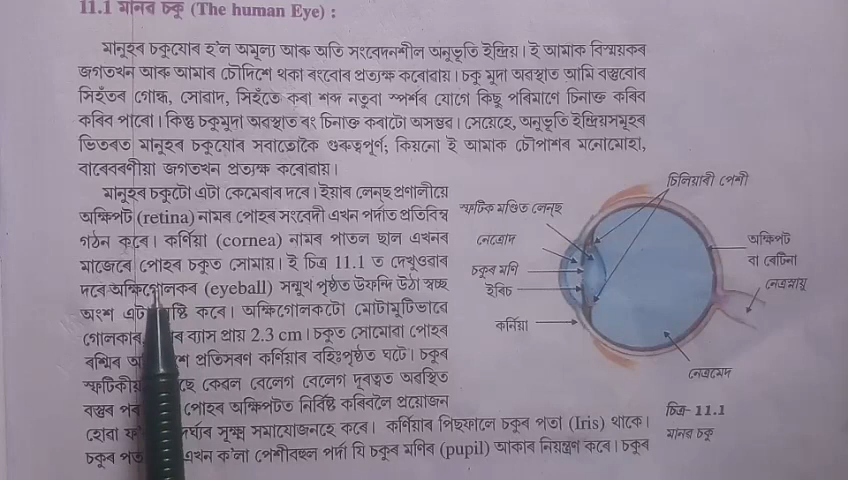 11.1 মানৱ চকু (The human Eye) :
মানুহৰ চকুযোৰ হ'ল অমূল্য আৰু অতি সংবেদনশীল অনুভূতি ইন্দ্ৰিয়। ই আমাক বিস্ময়কৰ
জগতখন আৰু আমাৰ চৌদিশে থকা ৰংবোৰ প্ৰত্যক্ষ কৰোৱায়। চকু মুদা অৱস্থাত আমি বস্তুবোৰ
সিহঁতৰ গোন্ধ, সোৱাদ, সিহঁতে কৰা শব্দ নতুবা স্পৰ্শৰ যোগে কিছু পৰিমাণে চিনাক্ত কৰিব
কৰিব পাৰো। কিন্তু চকুমুদা অৱস্থাত ৰং চিনাক্ত কৰাটো অসম্ভৱ। সেয়েহে, অনুভূতি ইন্দ্ৰিয়সমূহৰ
ভিতৰত মানুহৰ চকুযোৰ সবাতোকৈ গুৰুত্বপূৰ্ণ; কিয়নো ই আমাক চৌপাশৰ মনোমোহা,
বাৰেবৰণীয়া জগতখন প্ৰত্যক্ষ কৰোৱায়।
মানুহৰ চকুটো এটা কেমেৰাৰ দৰে। ইয়াৰ লেন্‌ছ প্ৰণালীয়ে
অক্ষিপট (retina) নামৰ পোহৰ সংবেদী এখন পৰ্দাত প্ৰতিবিম্ব
গঠন কৰে। কৰ্ণিয়া (cornea) নামৰ পাতল ছাল এখনৰ
মাজেৰে পোহৰ চকুত সোমায়। ই চিত্ৰ 11.1 ত দেখুওৱাৰ
দৰে অক্ষিগোলকৰ (eyeball) সন্মুখ পৃষ্ঠত উফন্দি উঠা স্বচ্ছ
অংশ এটা সৃষ্টি কৰে। অক্ষিগোলকটো মোটামুটিভাৱে
গোলকাৰ, ব্যাস প্ৰায় 2.3 cm। চকুত সোমোৱা পোহৰ
ৰশ্মিৰ প্ৰতিসৰণ কৰ্ণিয়াৰ বহিঃপৃষ্ঠত ঘটে। চকুৰ
স্ফটিকীয় কেৱল বেলেগ বেলেগ দূৰত্বত অৱস্থিত
বস্তুৰ পৰা পোহৰ অক্ষিপটত নিৰ্বিষ্ট কৰিবলৈ প্ৰয়োজন
হোৱা সূক্ষ্ম সমাযোজনহে কৰে। কৰ্ণিয়াৰ পিছফালে চকুৰ পতা (Iris) থাকে।
চকুৰ এখন ক'লা পেশীবহুল পৰ্দা যি চকুৰ মণিৰ (pupil) আকাৰ নিয়ন্ত্ৰণ কৰে। চকুৰ
চিলিয়াৰী পেশী
স্ফটিক মণ্ডিত লেন্‌ছ
নেত্ৰোদ
চকুৰ মণি
ইৰিচ
কৰ্ণিয়া
অক্ষিপট
বা ৰেটিনা
নেত্ৰস্নায়ু
নেত্ৰমেদ
চিত্ৰ- 11.1
মানৱ চকু